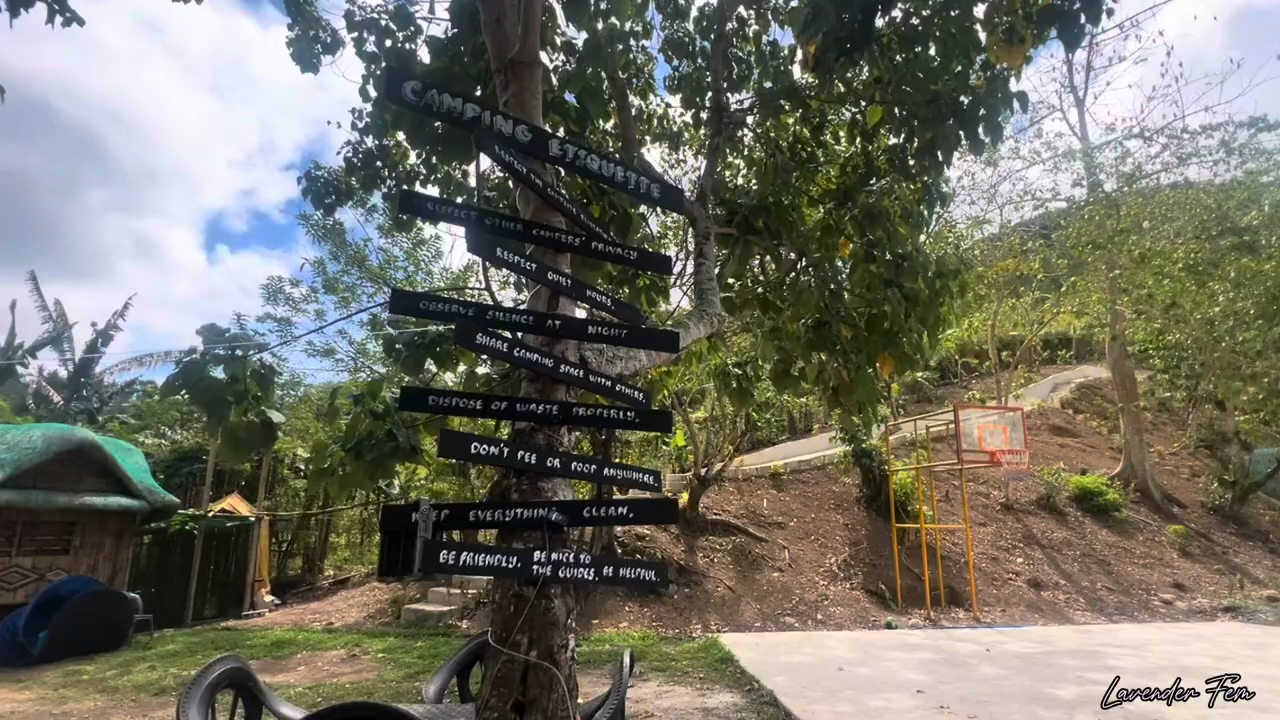 CAMPING ETIQUETTE
RESPECT THE
RESPECT OTHER CAMPERS' PRIVACY
RESPECT QUIET HOURS.
OBSERVE SILENCE AT NIGHT
SHARE CAMPING SPACE WITH OTHERS.
DISPOSE OF WASTE PROPERLY.
DON'T PEE OR POOP ANYWHERE.
KEEP EVERYTHING CLEAN.
BE FRIENDLY. BE NICE TO
THE GUIDES. BE HELPFUL.
Lavender Fem